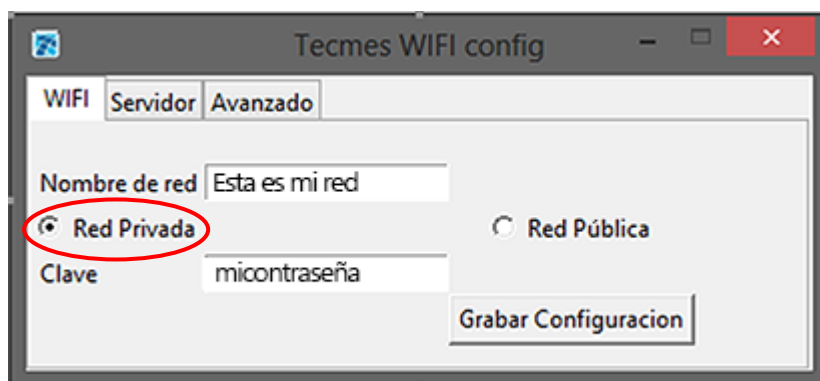 Tecmes WIFI config
WIFI Servidor Avanzado
Nombre de red Esta es mi red
Red Privada Red Pública
Clave micontraseña
Grabar Configuracion